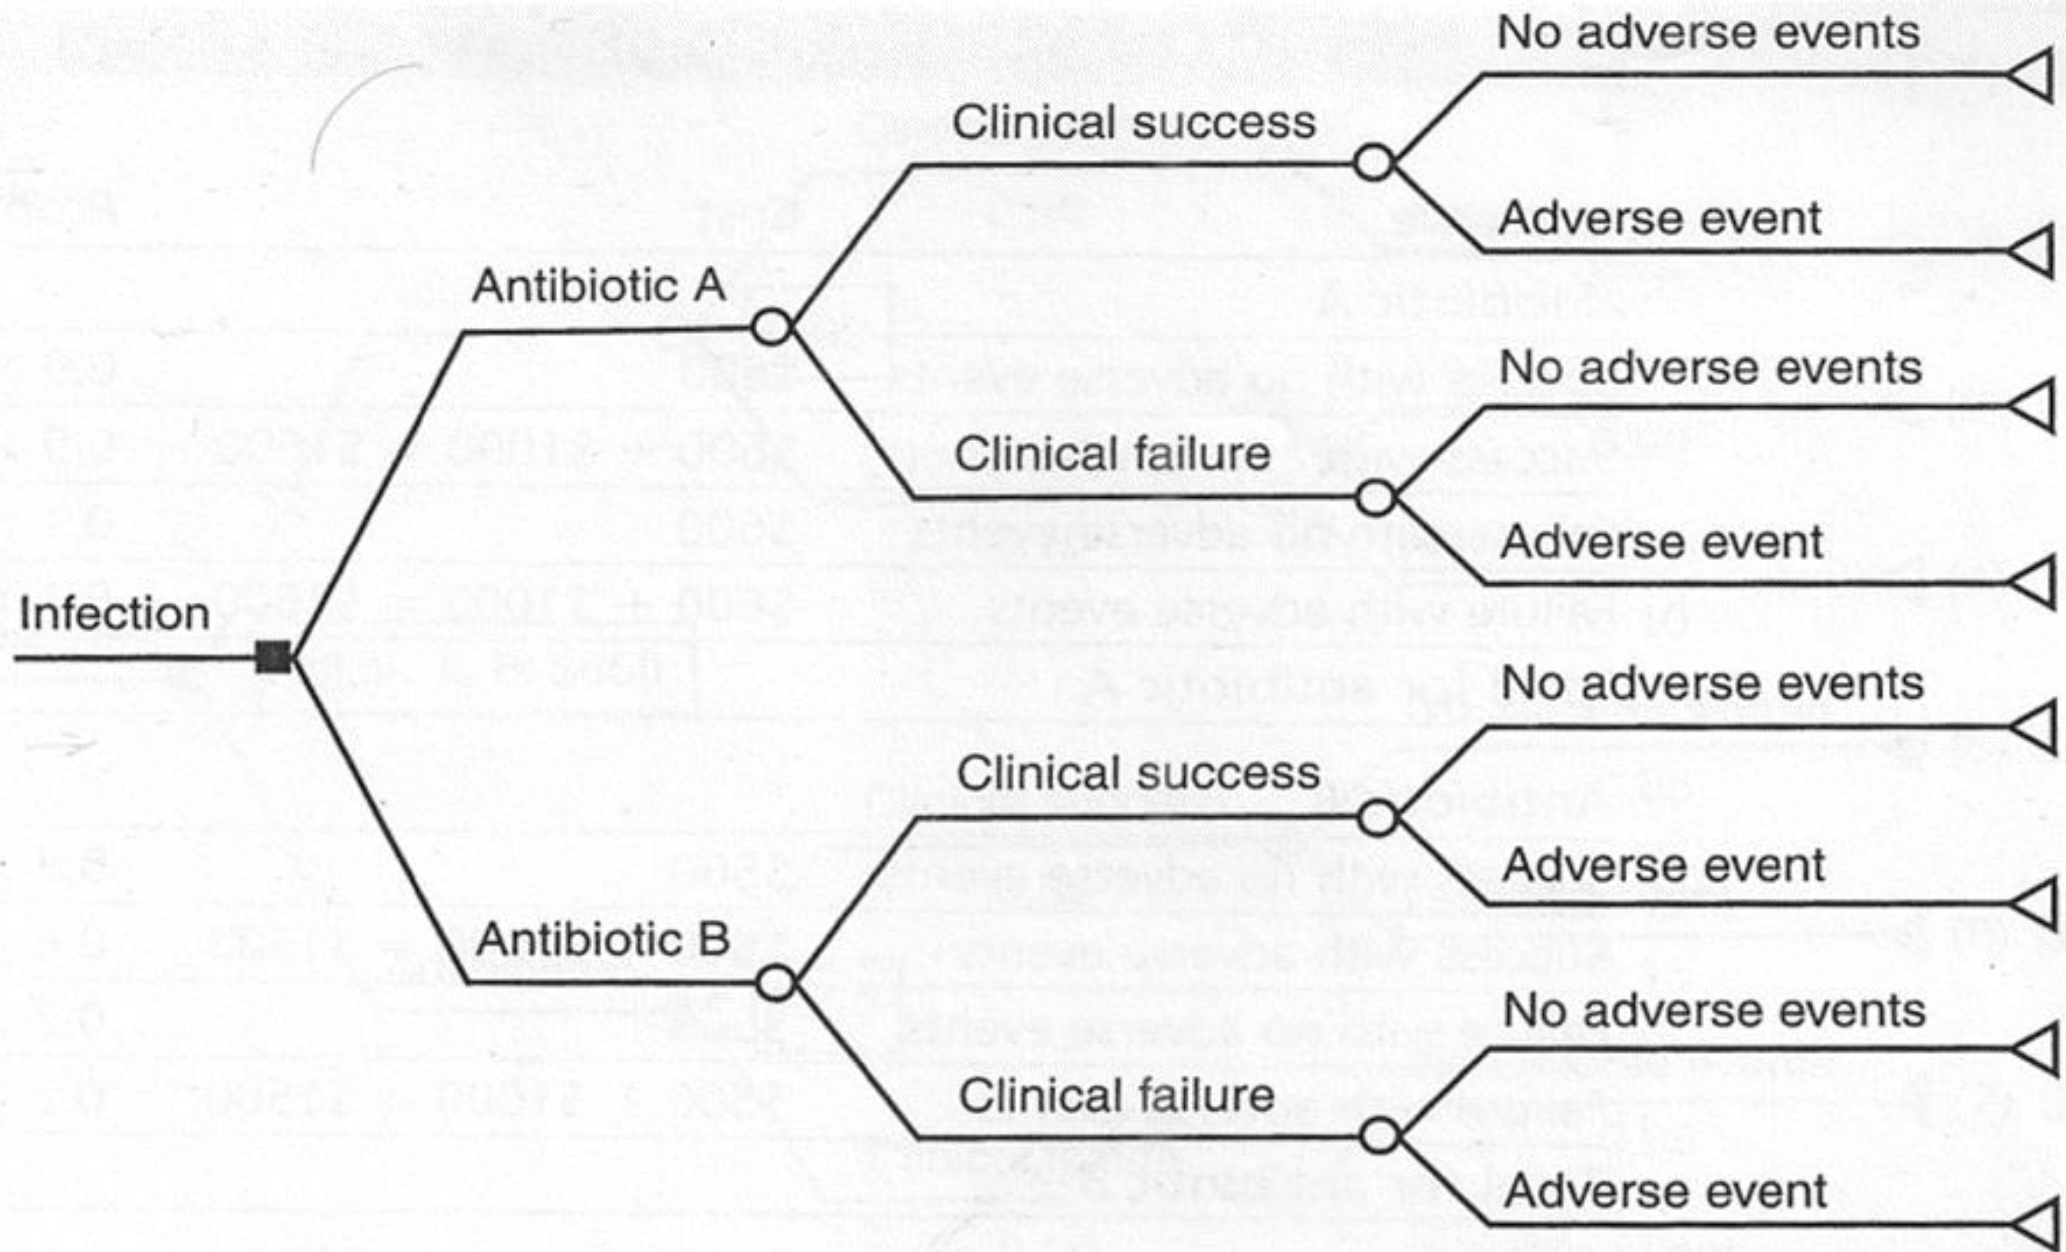 No adverse events
Clinical success
Adverse event
Antibiotic A
No adverse events
Clinical failure
Adverse event
Infection
No adverse events
Clinical success
Adverse event
Antibiotic B
No adverse events
Clinical failure
Adverse event